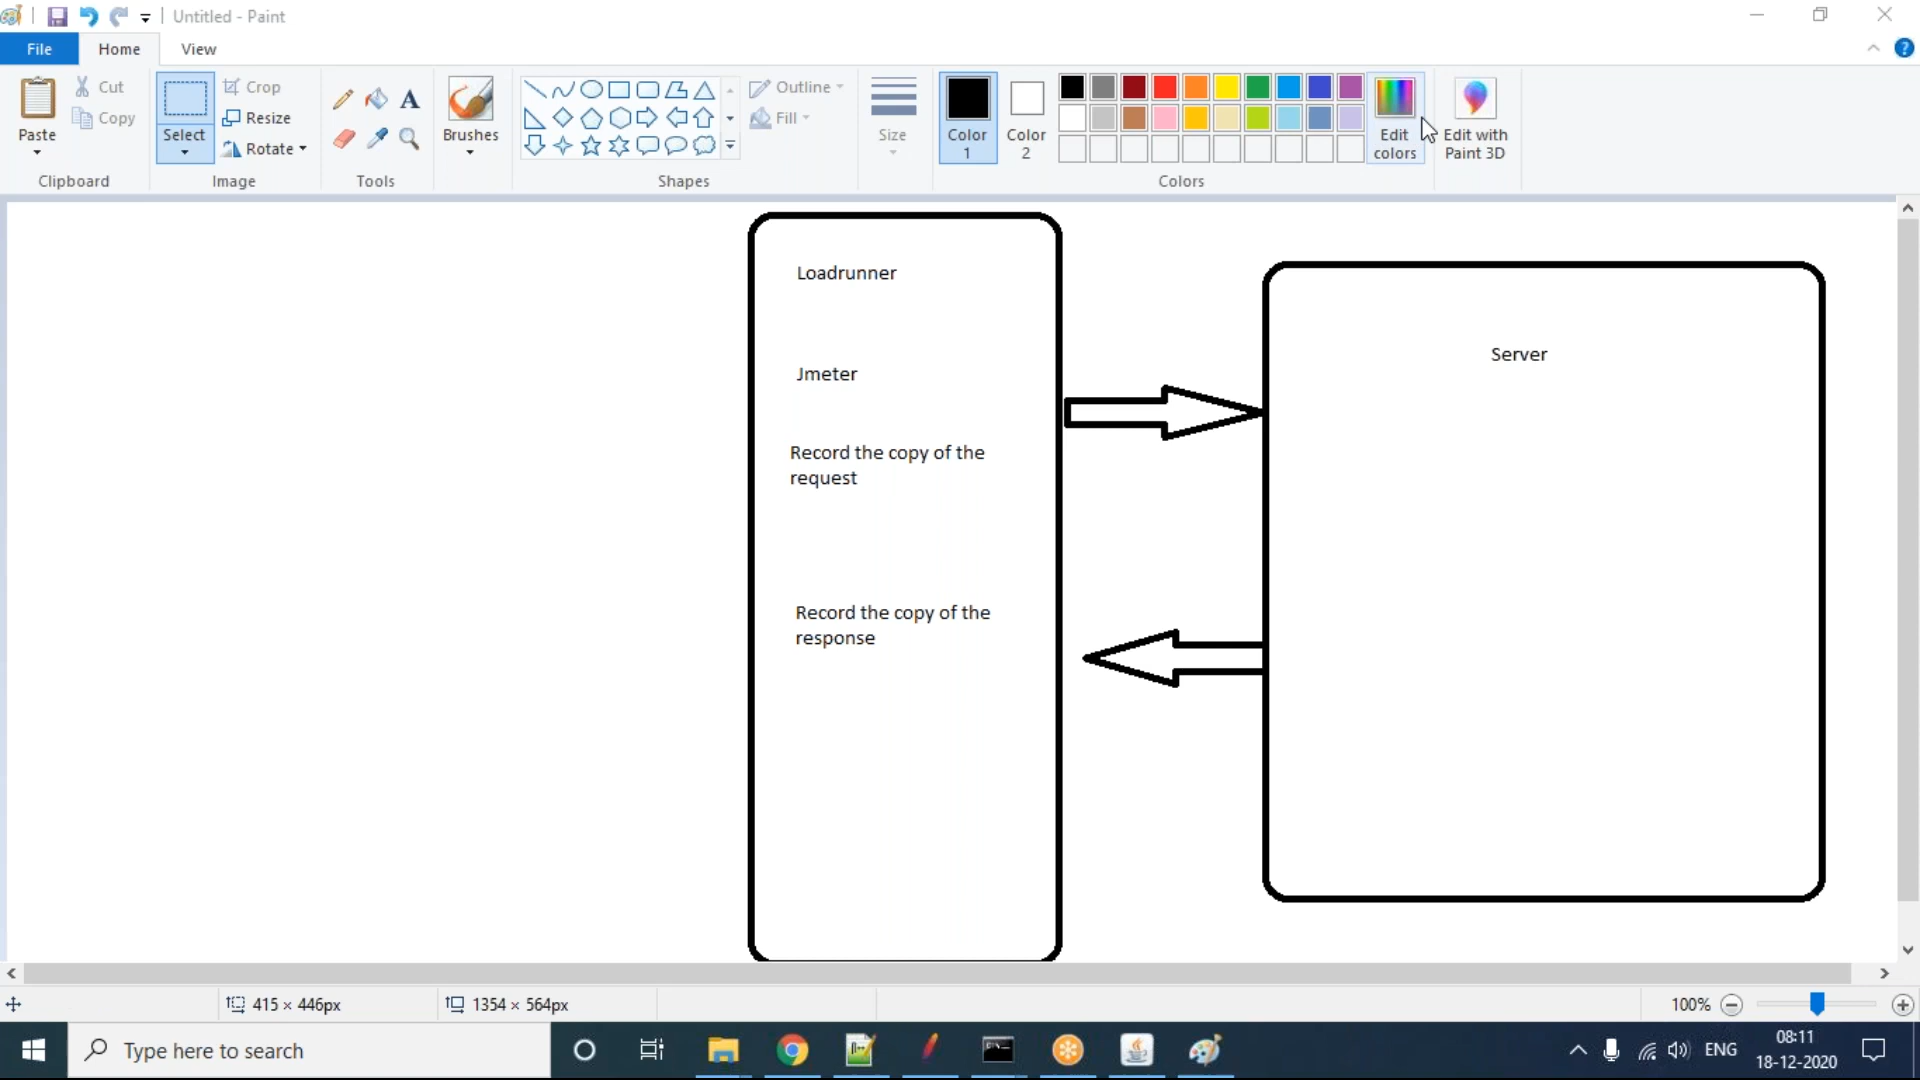 Untitled - Paint
File
Home
View
Paste
Cut
Copy
Clipboard
Select
Crop
Resize
Rotate
Image
A
Tools
Brushes
Shapes
Outline
Fill
Size
Color
1
Color
2
Edit
colors
Colors
Edit with
Paint 3D
?
Loadrunner
Jmeter
Record the copy of the
request
Record the copy of the
response
Server
415 × 446px
1354 × 564px
100%
Type here to search
ENG
08:11
18-12-2020